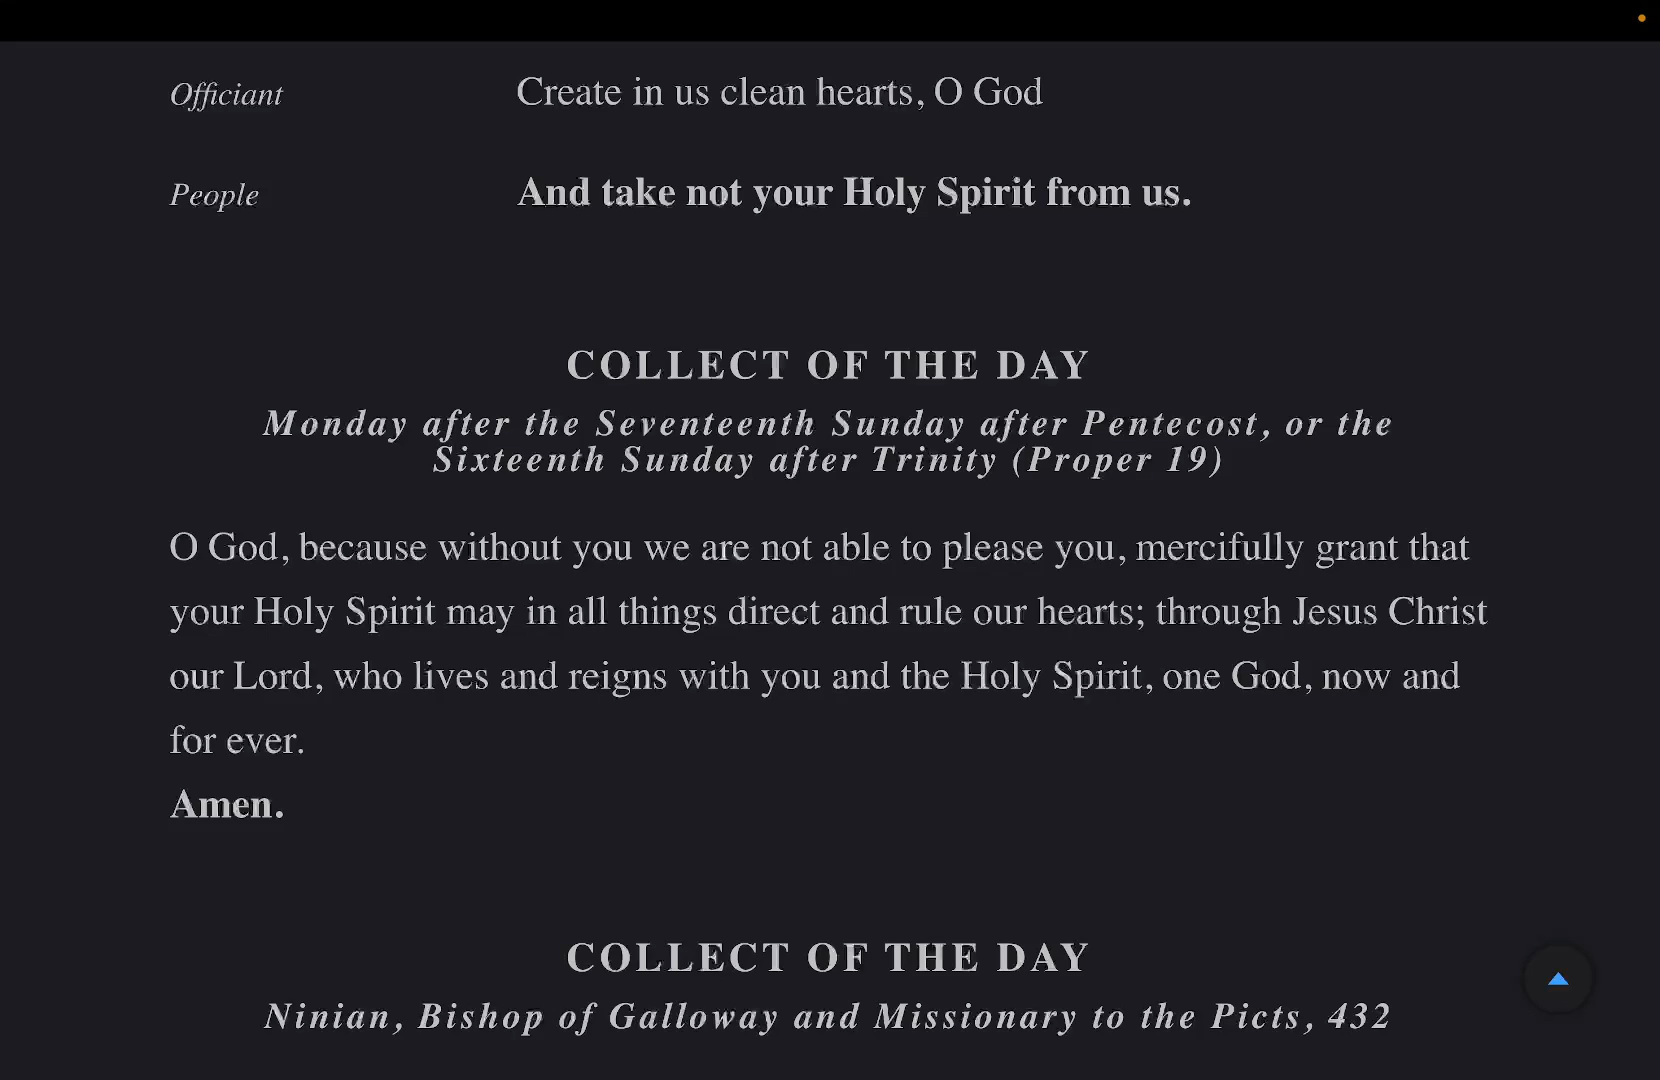 Officiant Create in us clean hearts, O God
People And take not your Holy Spirit from us.
COLLECT OF THE DAY
Monday after the Seventeenth Sunday after Pentecost, or the
Sixteenth Sunday after Trinity (Proper 19)
O God, because without you we are not able to please you, mercifully grant that
your Holy Spirit may in all things direct and rule our hearts; through Jesus Christ
our Lord, who lives and reigns with you and the Holy Spirit, one God, now and
for ever.
Amen.
COLLECT OF THE DAY
Ninian, Bishop of Galloway and Missionary to the Picts, 432